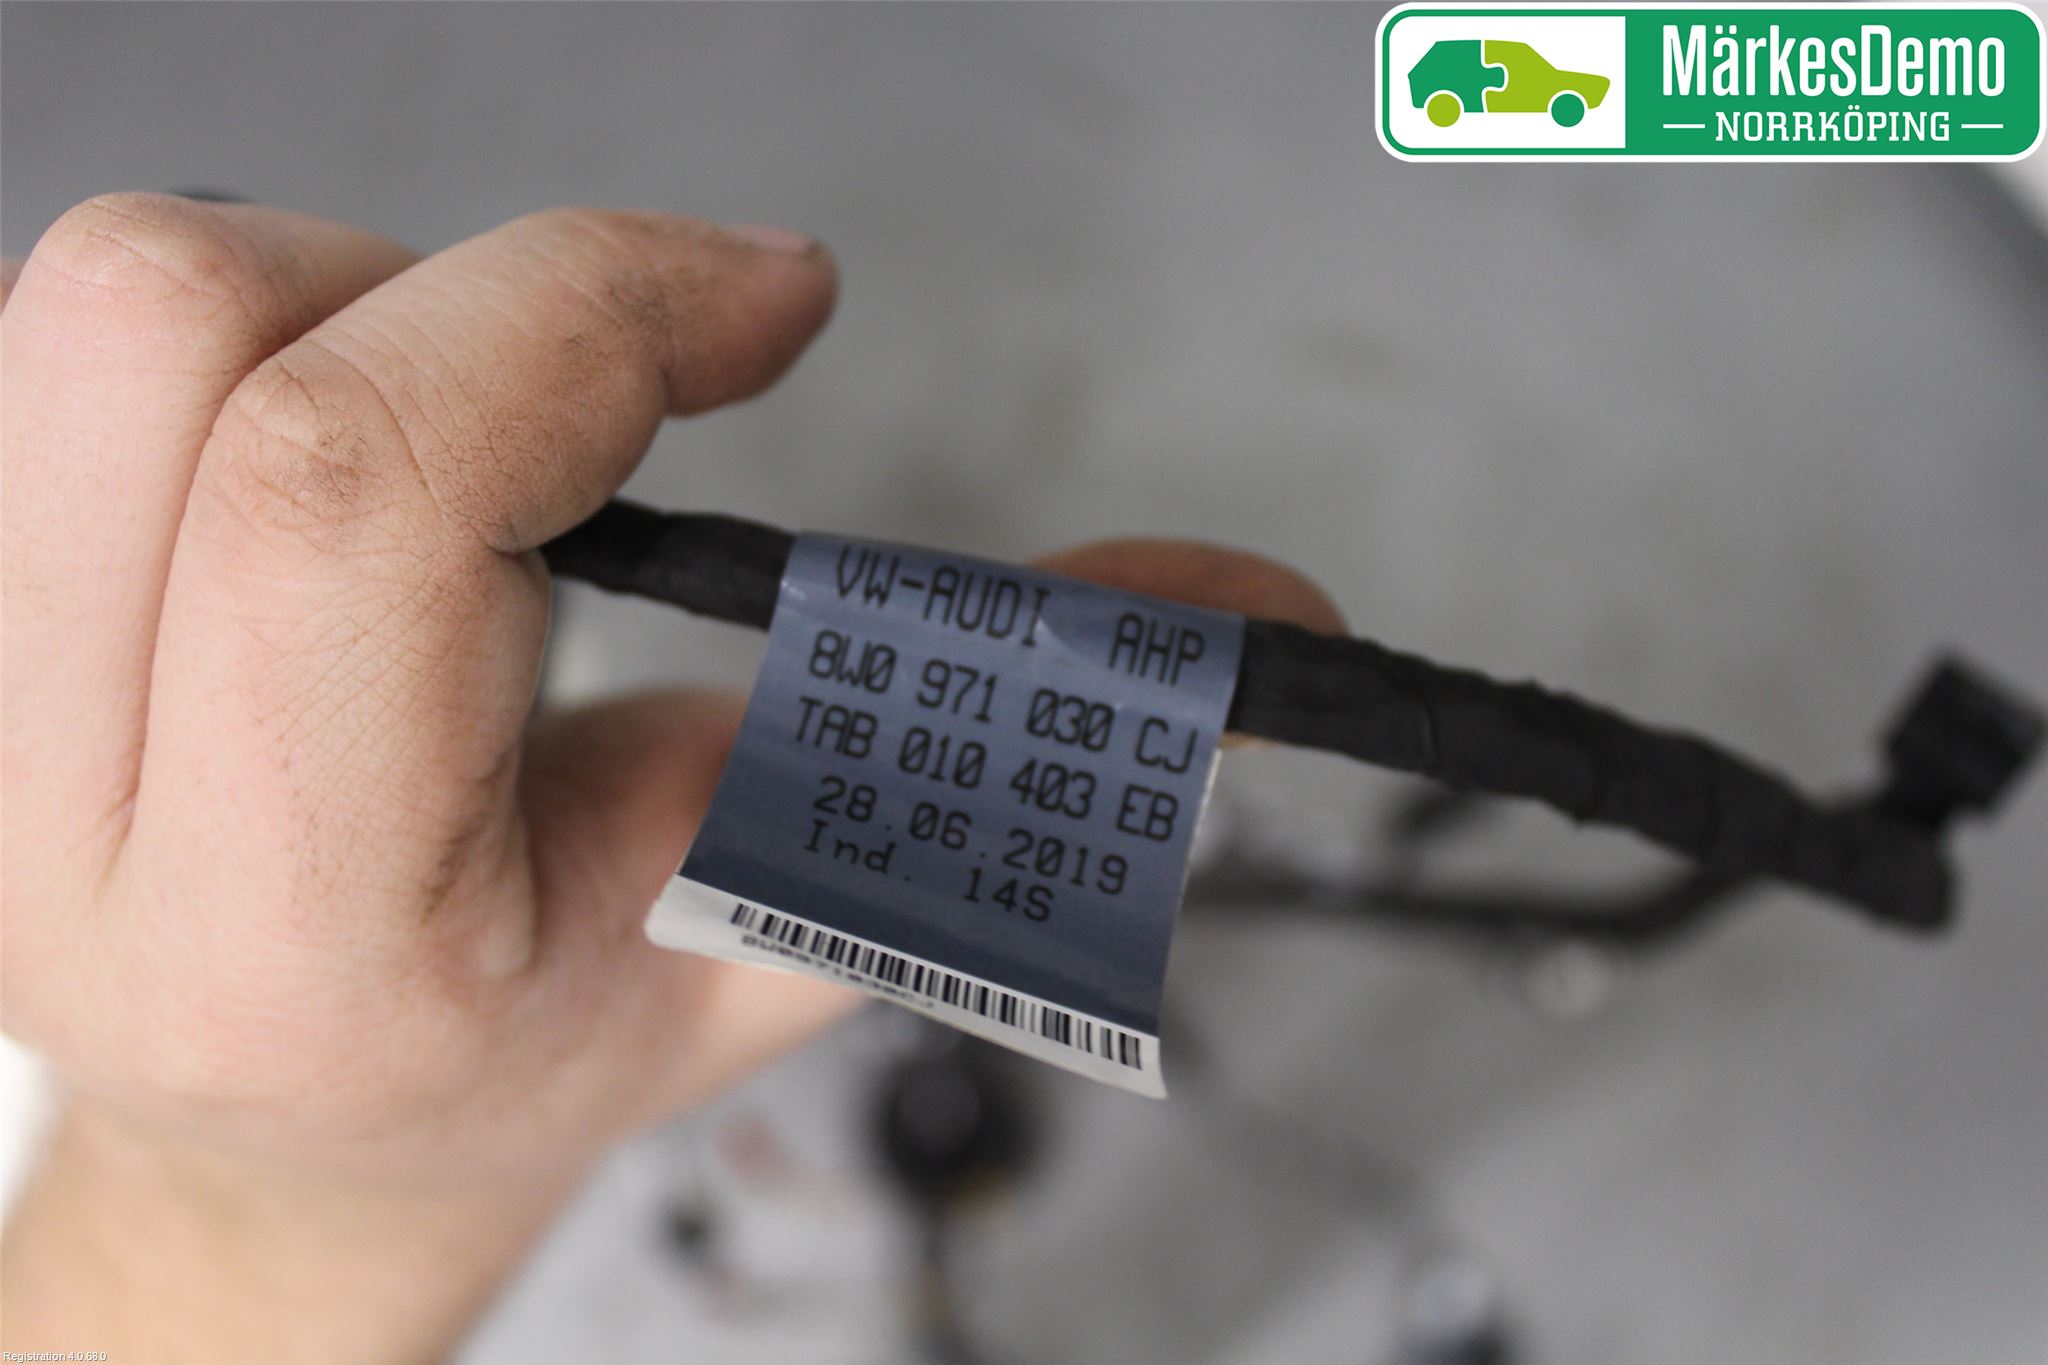 MärkesDemo
NORRKÖPING
VW-AUDI AHP
8W0 971 030 CJ
TAB 010 403 EB
28.06.2019
Ind. 14S
8W0971030CJ
Registration 4.0.68.0